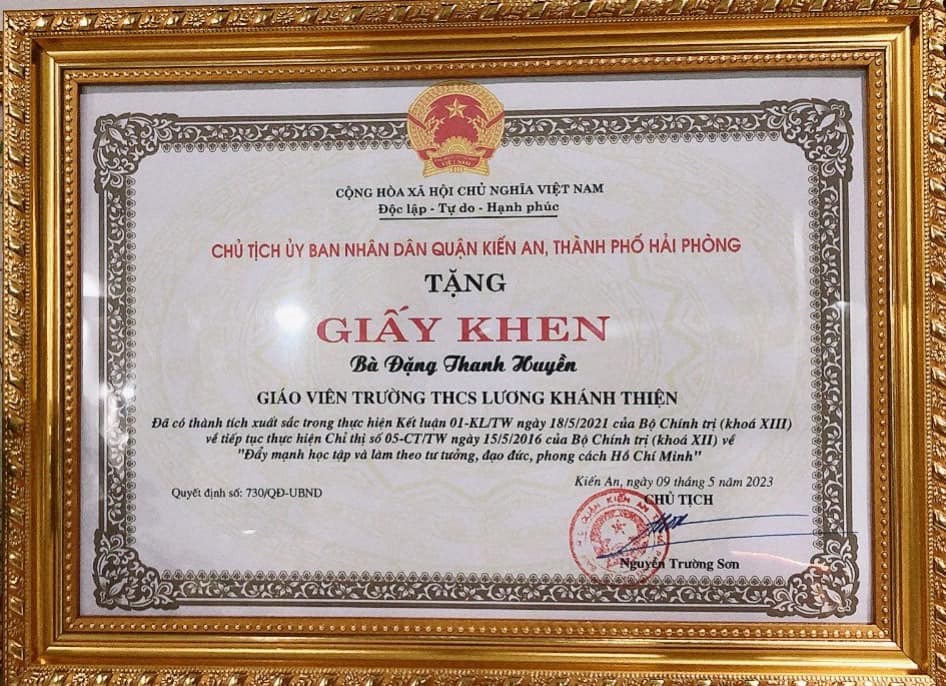 VIỆT NAM
CỘNG HÒA XÃ HỘI CHỦ NGHĨA VIỆT NAM
Độc lập - Tự do - Hạnh phúc
CHỦ TỊCH ỦY BAN NHÂN DÂN QUẬN KIẾN AN, THÀNH PHỐ HẢI PHÒNG
TẶNG
GIẤY KHEN
Bà Đặng Thanh Huyền
GIÁO VIÊN TRƯỜNG THCS LƯƠNG KHÁNH THIỆN
Đã có thành tích xuất sắc trong thực hiện Kết luận 01-KL/TW ngày 18/5/2021 của Bộ Chính trị (khoá XIII)
về tiếp tục thực hiện Chỉ thị số 05-CT/TW ngày 15/5/2016 của Bộ Chính trị (khoá XII) về
"Đẩy mạnh học tập và làm theo tư tưởng, đạo đức, phong cách Hồ Chí Minh"
Kiến An, ngày 09 tháng 5 năm 2023
Quyết định số: 730/QĐ-UBND
CHỦ TỊCH
QUẬN KIẾN AN
Nguyễn Trường Sơn